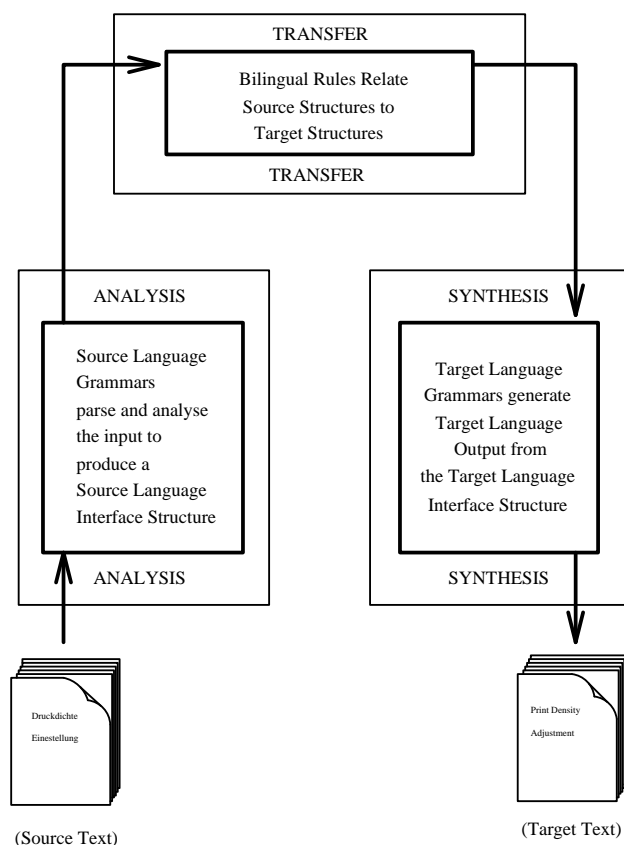 TRANSFER
Bilingual Rules Relate
Source Structures to
Target Structures
TRANSFER
ANALYSIS
Source Language
Grammars
parse and analyse
the input to
produce a
Source Language
Interface Structure
ANALYSIS
SYNTHESIS
Target Language
Grammars generate
Target Language
Output from
the Target Language
Interface Structure
SYNTHESIS
Druckdichte
Einestellung
(Source Text)
Print Density
Adjustment
(Target Text)